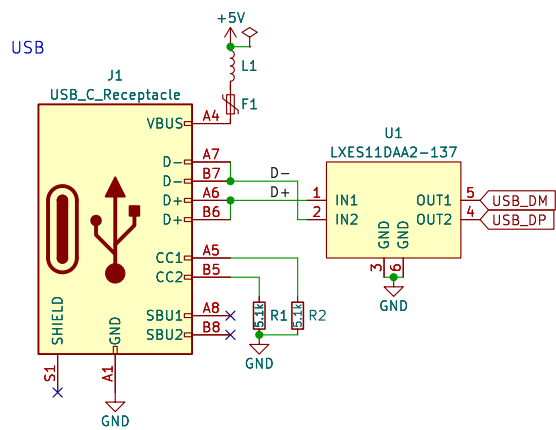 +5V
USB
L1
J1
USB_C_Receptacle
F1
VBUS A4
U1
LXES11DAA2-137
D- A7
D- B7 D-
D+ A6 D+ 1 IN1 OUT1 5 USB_DM
D+ B6 2 IN2 OUT2 4 USB_DP
GND GND
CC1 A5
CC2 B5
3 6
GND
SBU1 A8 5.1k R1 5.1k R2
SBU2 B8
SHIELD GND
GND
S1 A1
GND